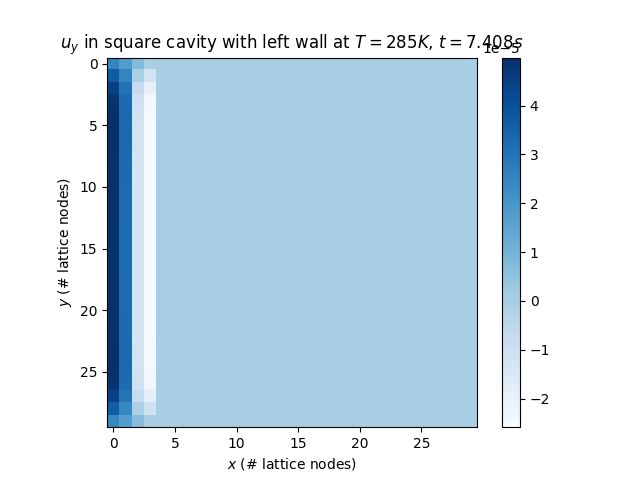 u_y in square cavity with left wall at T = 285K, t = 7.408s
1e−5
0
5
10
15
20
25
y (# lattice nodes)
0 5 10 15 20 25
x (# lattice nodes)
4
3
2
1
0
−1
−2